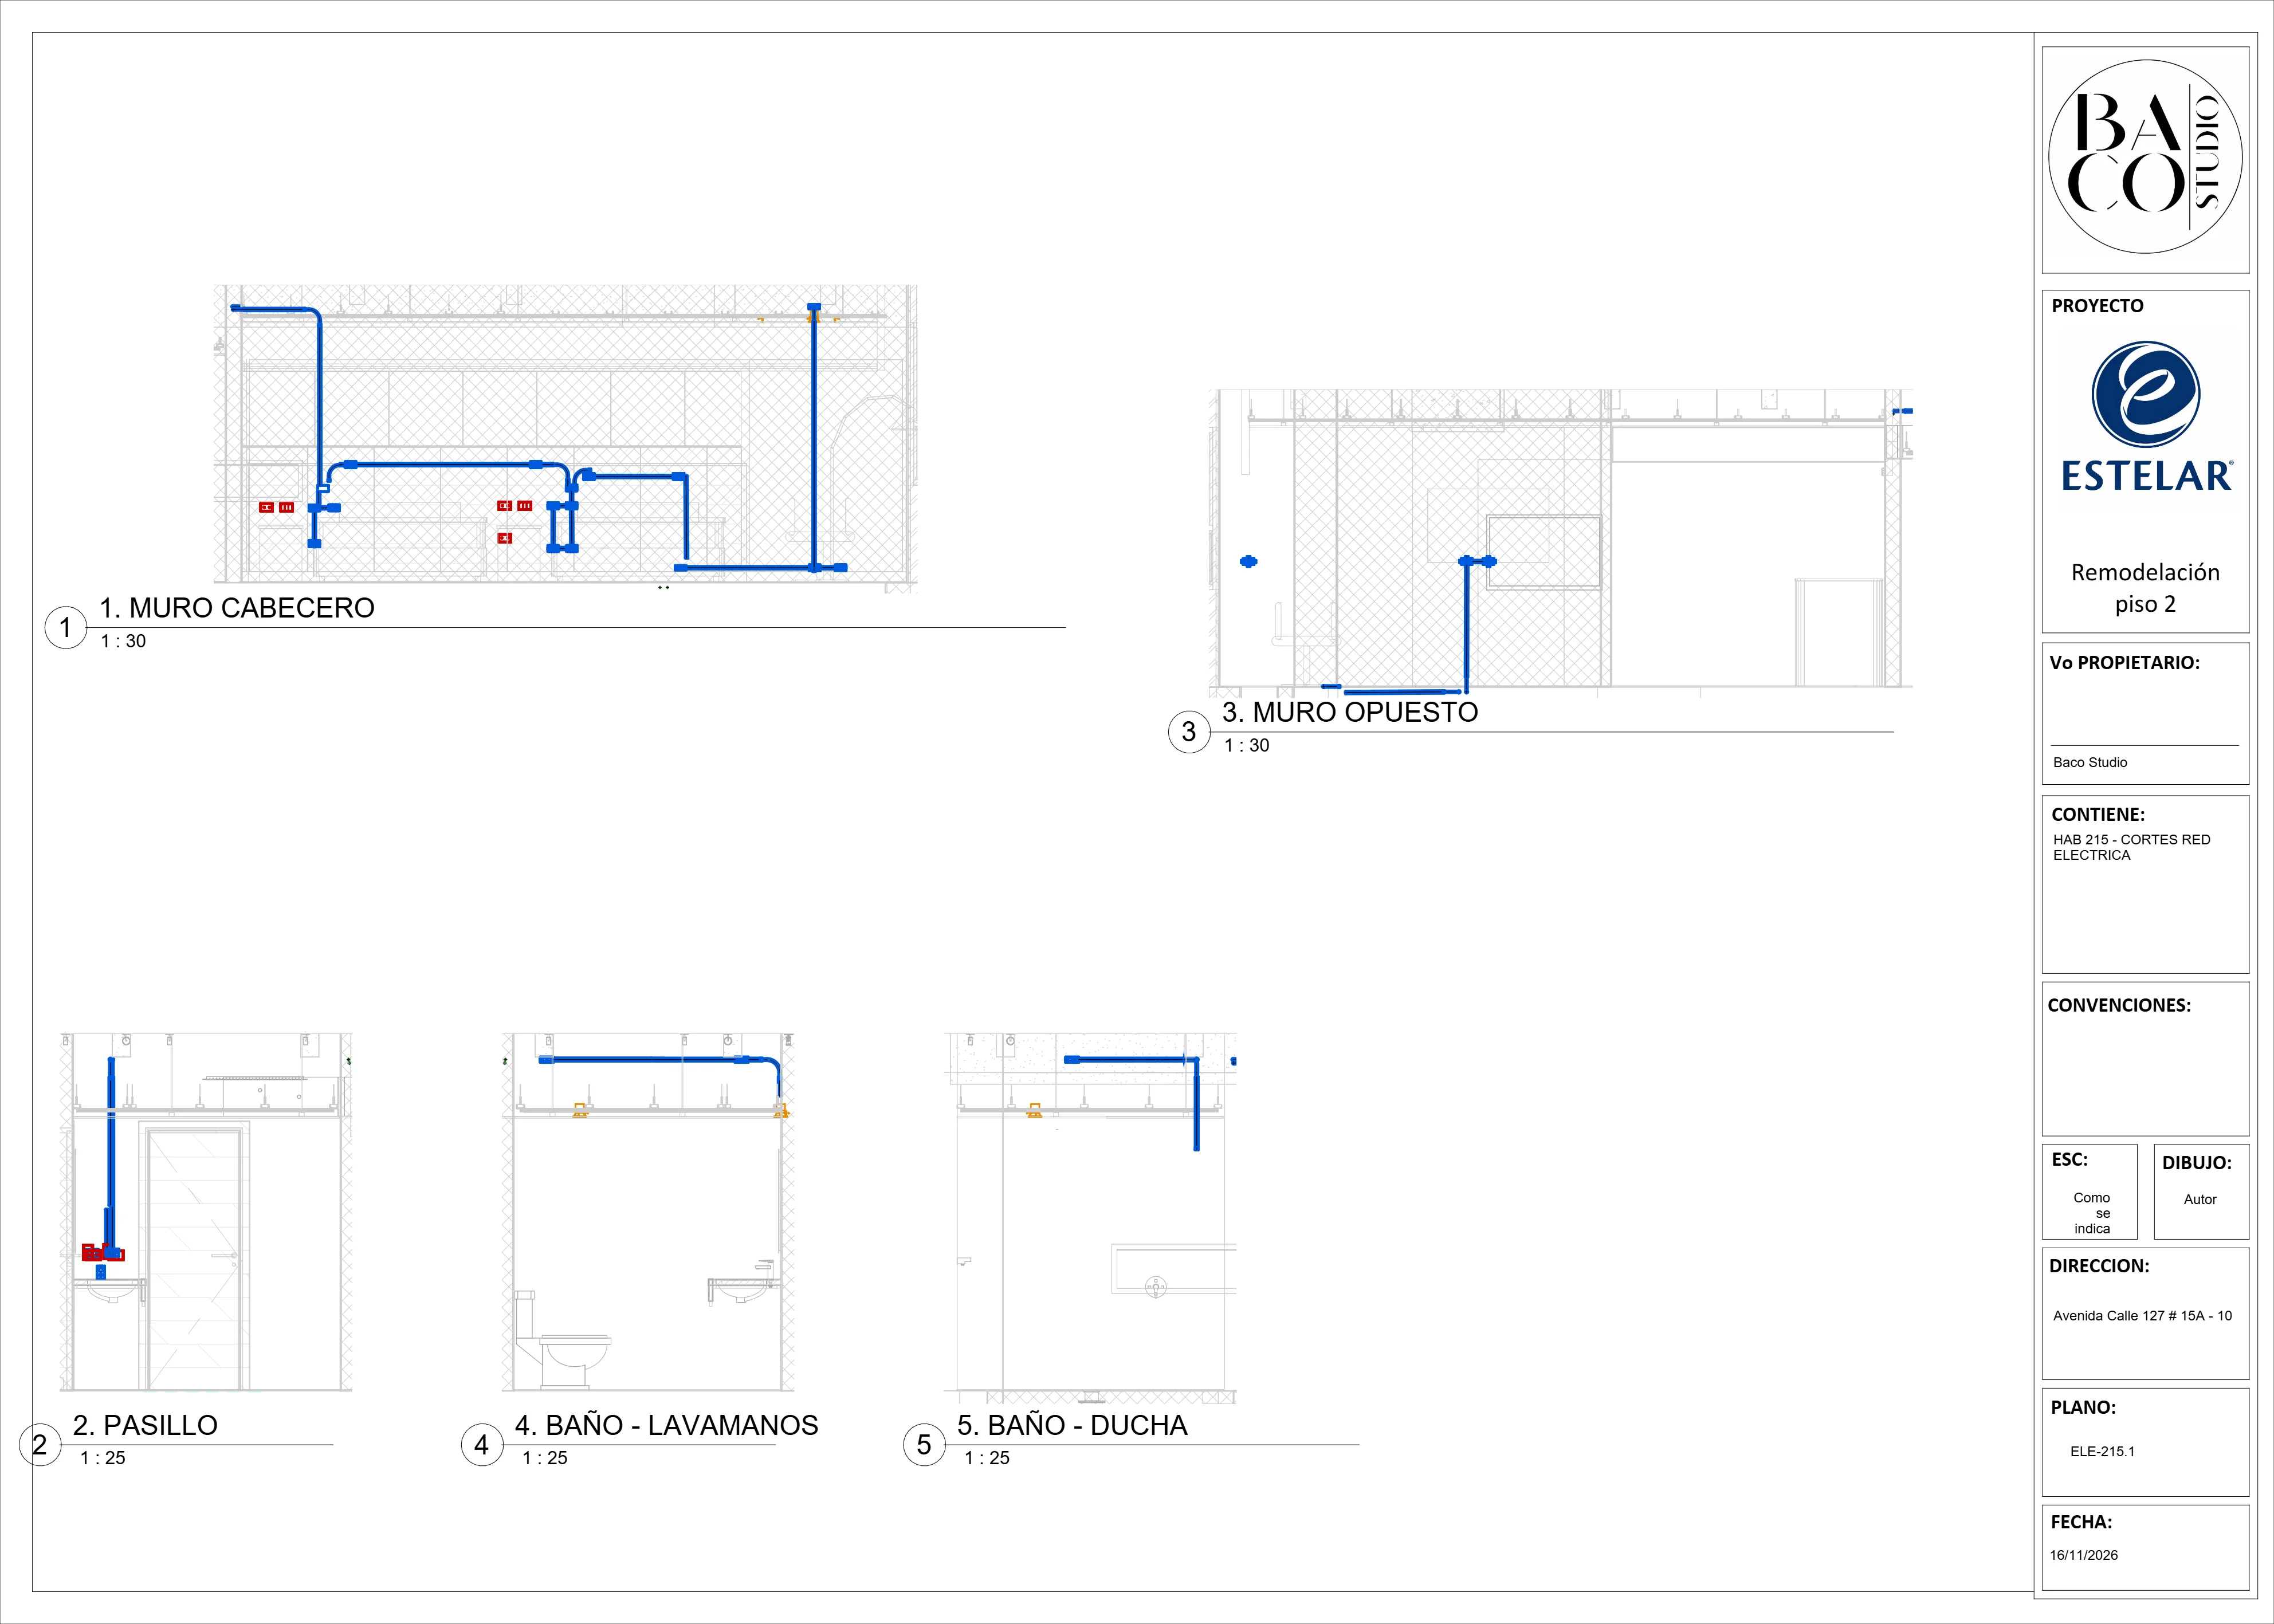 1
1. MURO CABECERO
1 : 30
3
3. MURO OPUESTO
1 : 30
2
2. PASILLO
1 : 25
4
4. BAÑO - LAVAMANOS
1 : 25
5
5. BAÑO - DUCHA
1 : 25
BA
CO
STUDIO
PROYECTO
ESTELAR®
Remodelación
piso 2
Vo PROPIETARIO:
Baco Studio
CONTIENE:
HAB 215 - CORTES RED
ELECTRICA
CONVENCIONES:
ESC:
Como
se
indica
DIBUJO:
Autor
DIRECCION:
Avenida Calle 127 # 15A - 10
PLANO:
ELE-215.1
FECHA:
16/11/2026